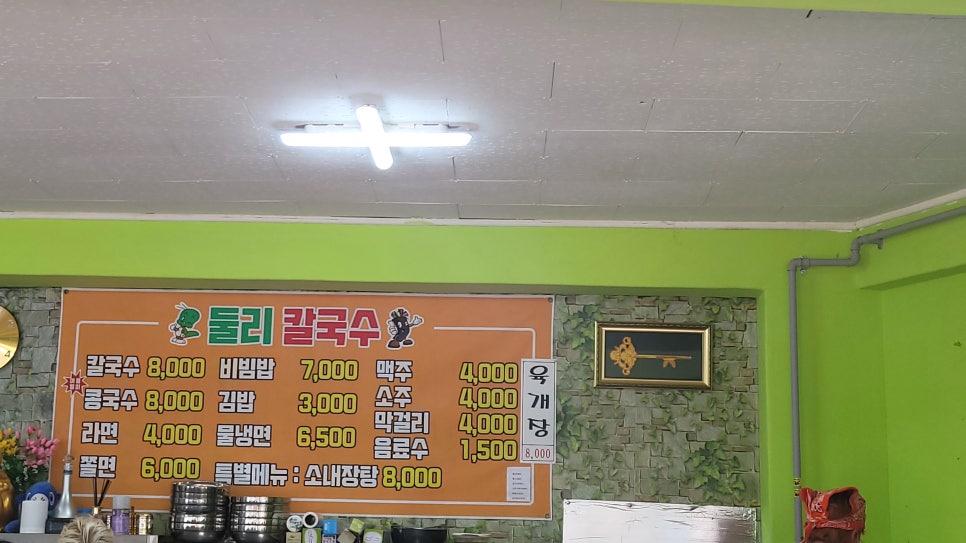 둘리 칼국수
칼국수 8,000
콩국수 8,000
라면 4,000
쫄면 6,000
비빔밥 7,000
김밥 3,000
물냉면 6,500
특별메뉴 : 소내장탕 8,000
맥주 4,000
소주 4,000
막걸리 4,000
음료수 1,500
육개장
8,000